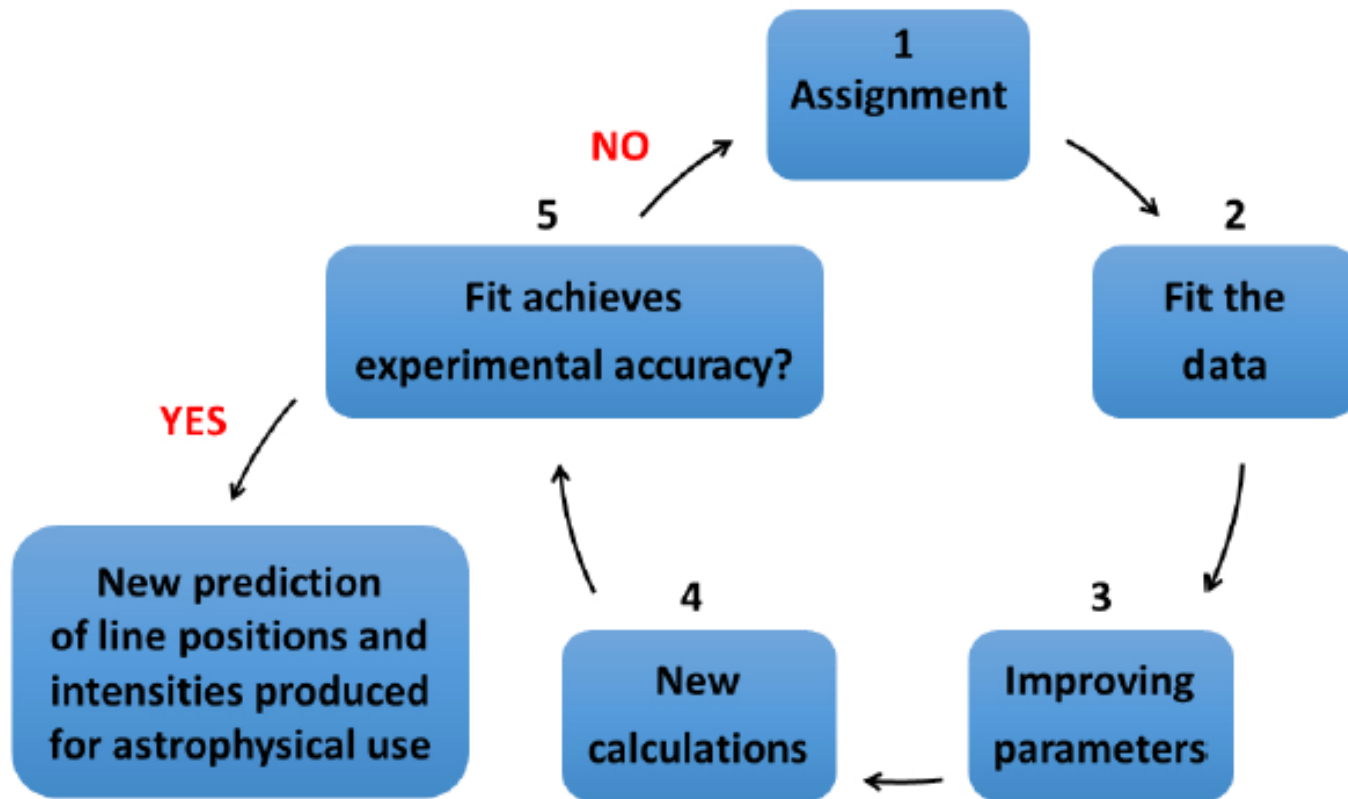 1
Assignment
NO
5
2
Fit achieves
experimental accuracy?
Fit the
data
YES
New prediction
of line positions and
intensities produced
for astrophysical use
4
3
New
calculations
Improving
parameters